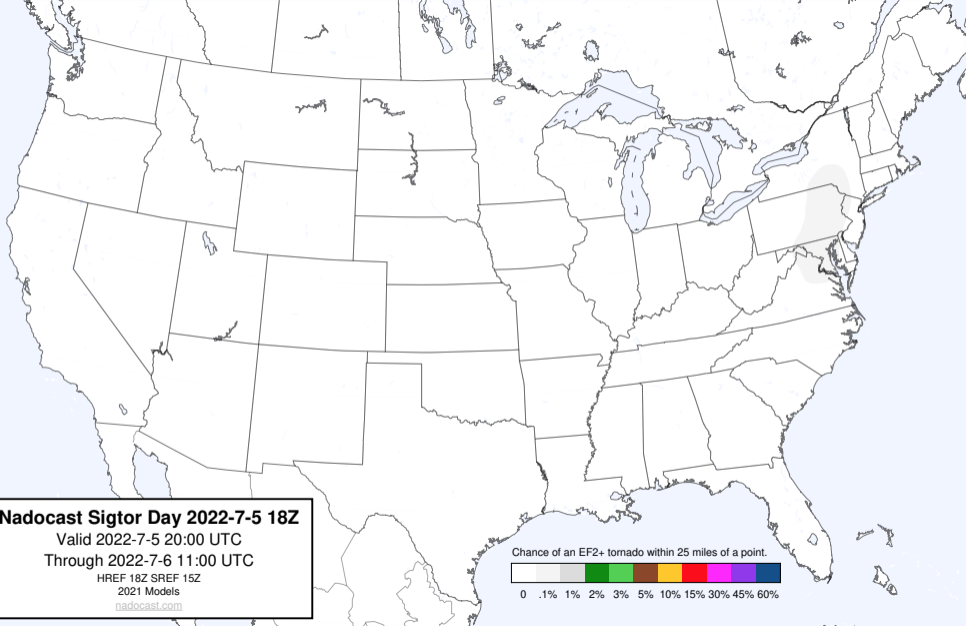 Nadocast Sigtor Day 2022-7-5 18Z
Valid 2022-7-5 20:00 UTC
Through 2022-7-6 11:00 UTC
HREF 18Z SREF 15Z
2021 Models
nadocast.com
Chance of an EF2+ tornado within 25 miles of a point.
0 .1% 1% 2% 3% 5% 10% 15% 30% 45% 60%